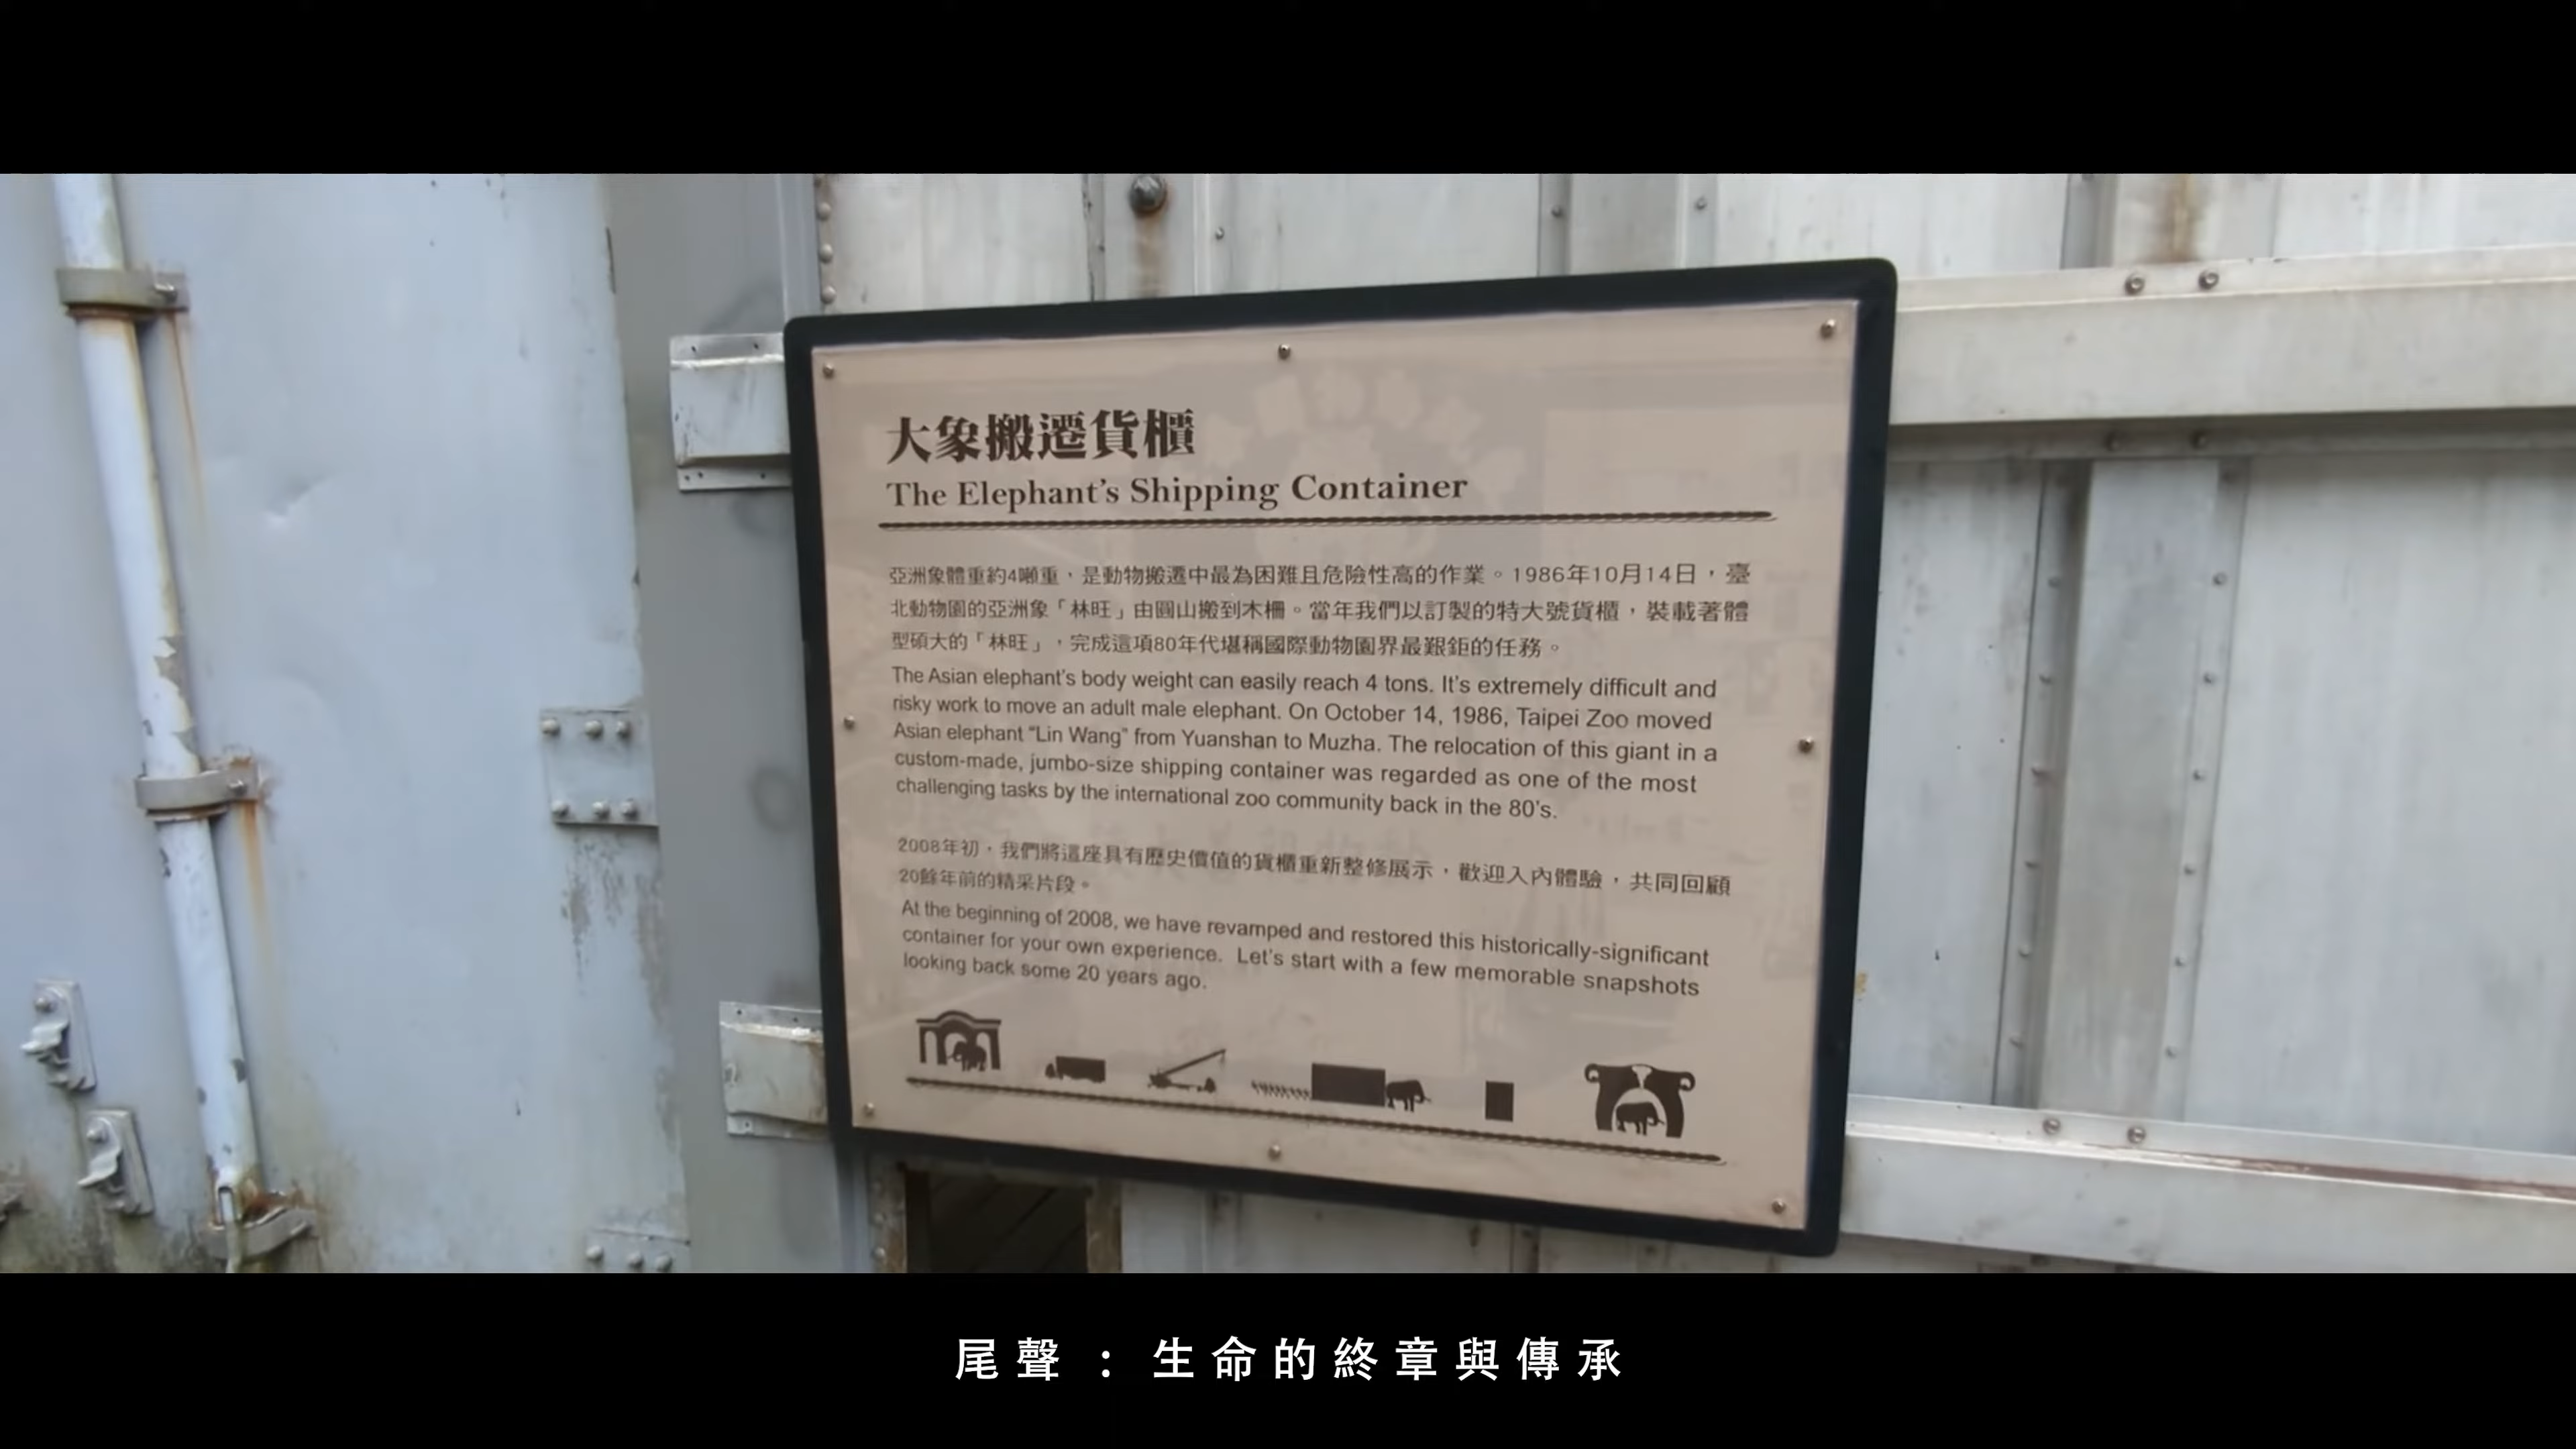 大象搬遷貨櫃
The Elephant's Shipping Container
亞洲象體重約4噸重，是動物搬遷中最為困難且危險性高的作業。1986年10月14日，臺
北動物園的亞洲象「林旺」由圓山搬到木柵。當年我們以訂製的特大號貨櫃，裝載著體
型碩大的「林旺」，完成這項80年代堪稱國際動物園界最艱鉅的任務。
The Asian elephant's body weight can easily reach 4 tons. It's extremely difficult and
risky work to move an adult male elephant. On October 14, 1986, Taipei Zoo moved
Asian elephant “Lin Wang” from Yuanshan to Muzha. The relocation of this giant in a
custom-made, jumbo-size shipping container was regarded as one of the most
challenging tasks by the international zoo community back in the 80's.
2008年初，我們將這座具有歷史價值的貨櫃重新整修展示，歡迎入內體驗，共同回顧
20餘年前的精采片段。
At the beginning of 2008, we have revamped and restored this historically-significant
container for your own experience. Let's start with a few memorable snapshots
looking back some 20 years ago.
尾聲：生命的終章與傳承